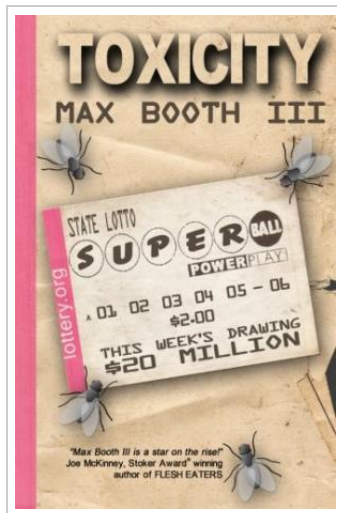 TOXICITY
MAX BOOTH III
STATE LOTTO
SUPERBALL
POWERPLAY
lottery.org
A 01 02 03 04 05 - 06
$2.00
THIS WEEK'S DRAWING
$20 MILLION
"Max Booth III is a star on the rise!"
Joe McKinney, Stoker Award® winning
author of FLESH EATERS